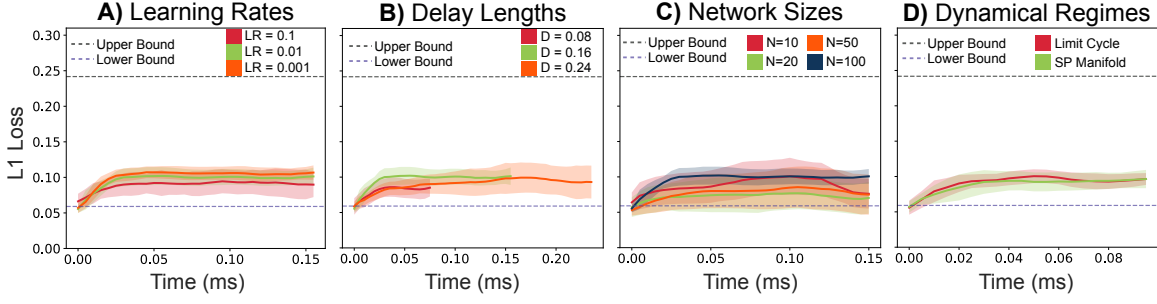 A) Learning Rates
B) Delay Lengths
C) Network Sizes
D) Dynamical Regimes
L1 Loss
0.30
0.25
0.20
0.15
0.10
0.05
0.00
Upper Bound
Lower Bound
LR = 0.1
LR = 0.01
LR = 0.001
0.00 0.05 0.10 0.15
Time (ms)
Upper Bound
Lower Bound
D = 0.08
D = 0.16
D = 0.24
0.00 0.05 0.10 0.15 0.20
Time (ms)
Upper Bound
Lower Bound
N=10 N=50
N=20 N=100
0.00 0.05 0.10 0.15
Time (ms)
Upper Bound
Lower Bound
Limit Cycle
SP Manifold
0.00 0.02 0.04 0.06 0.08
Time (ms)